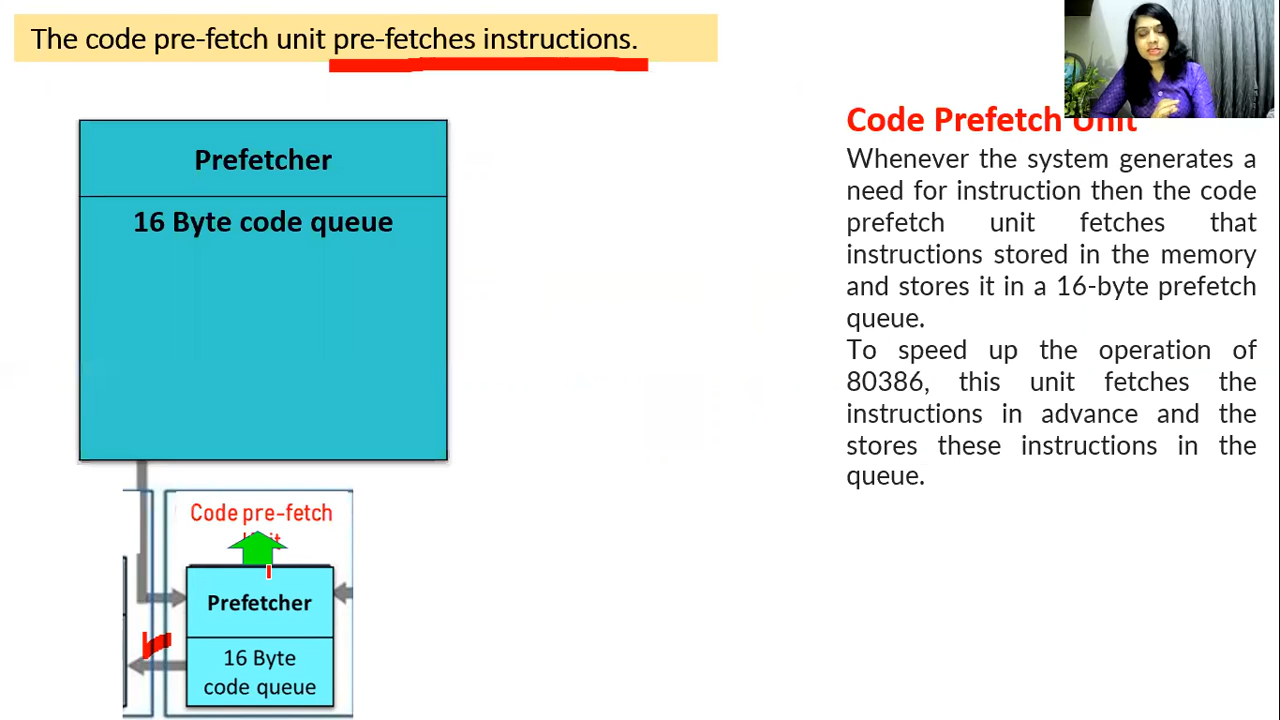 The code pre-fetch unit pre-fetches instructions.
Prefetcher
16 Byte code queue
Code pre-fetch
Prefetcher
16 Byte
code queue
Code Prefetch Unit
Whenever the system generates a
need for instruction then the code
prefetch unit fetches that
instructions stored in the memory
and stores it in a 16-byte prefetch
queue.
To speed up the operation of
80386, this unit fetches the
instructions in advance and the
stores these instructions in the
queue.